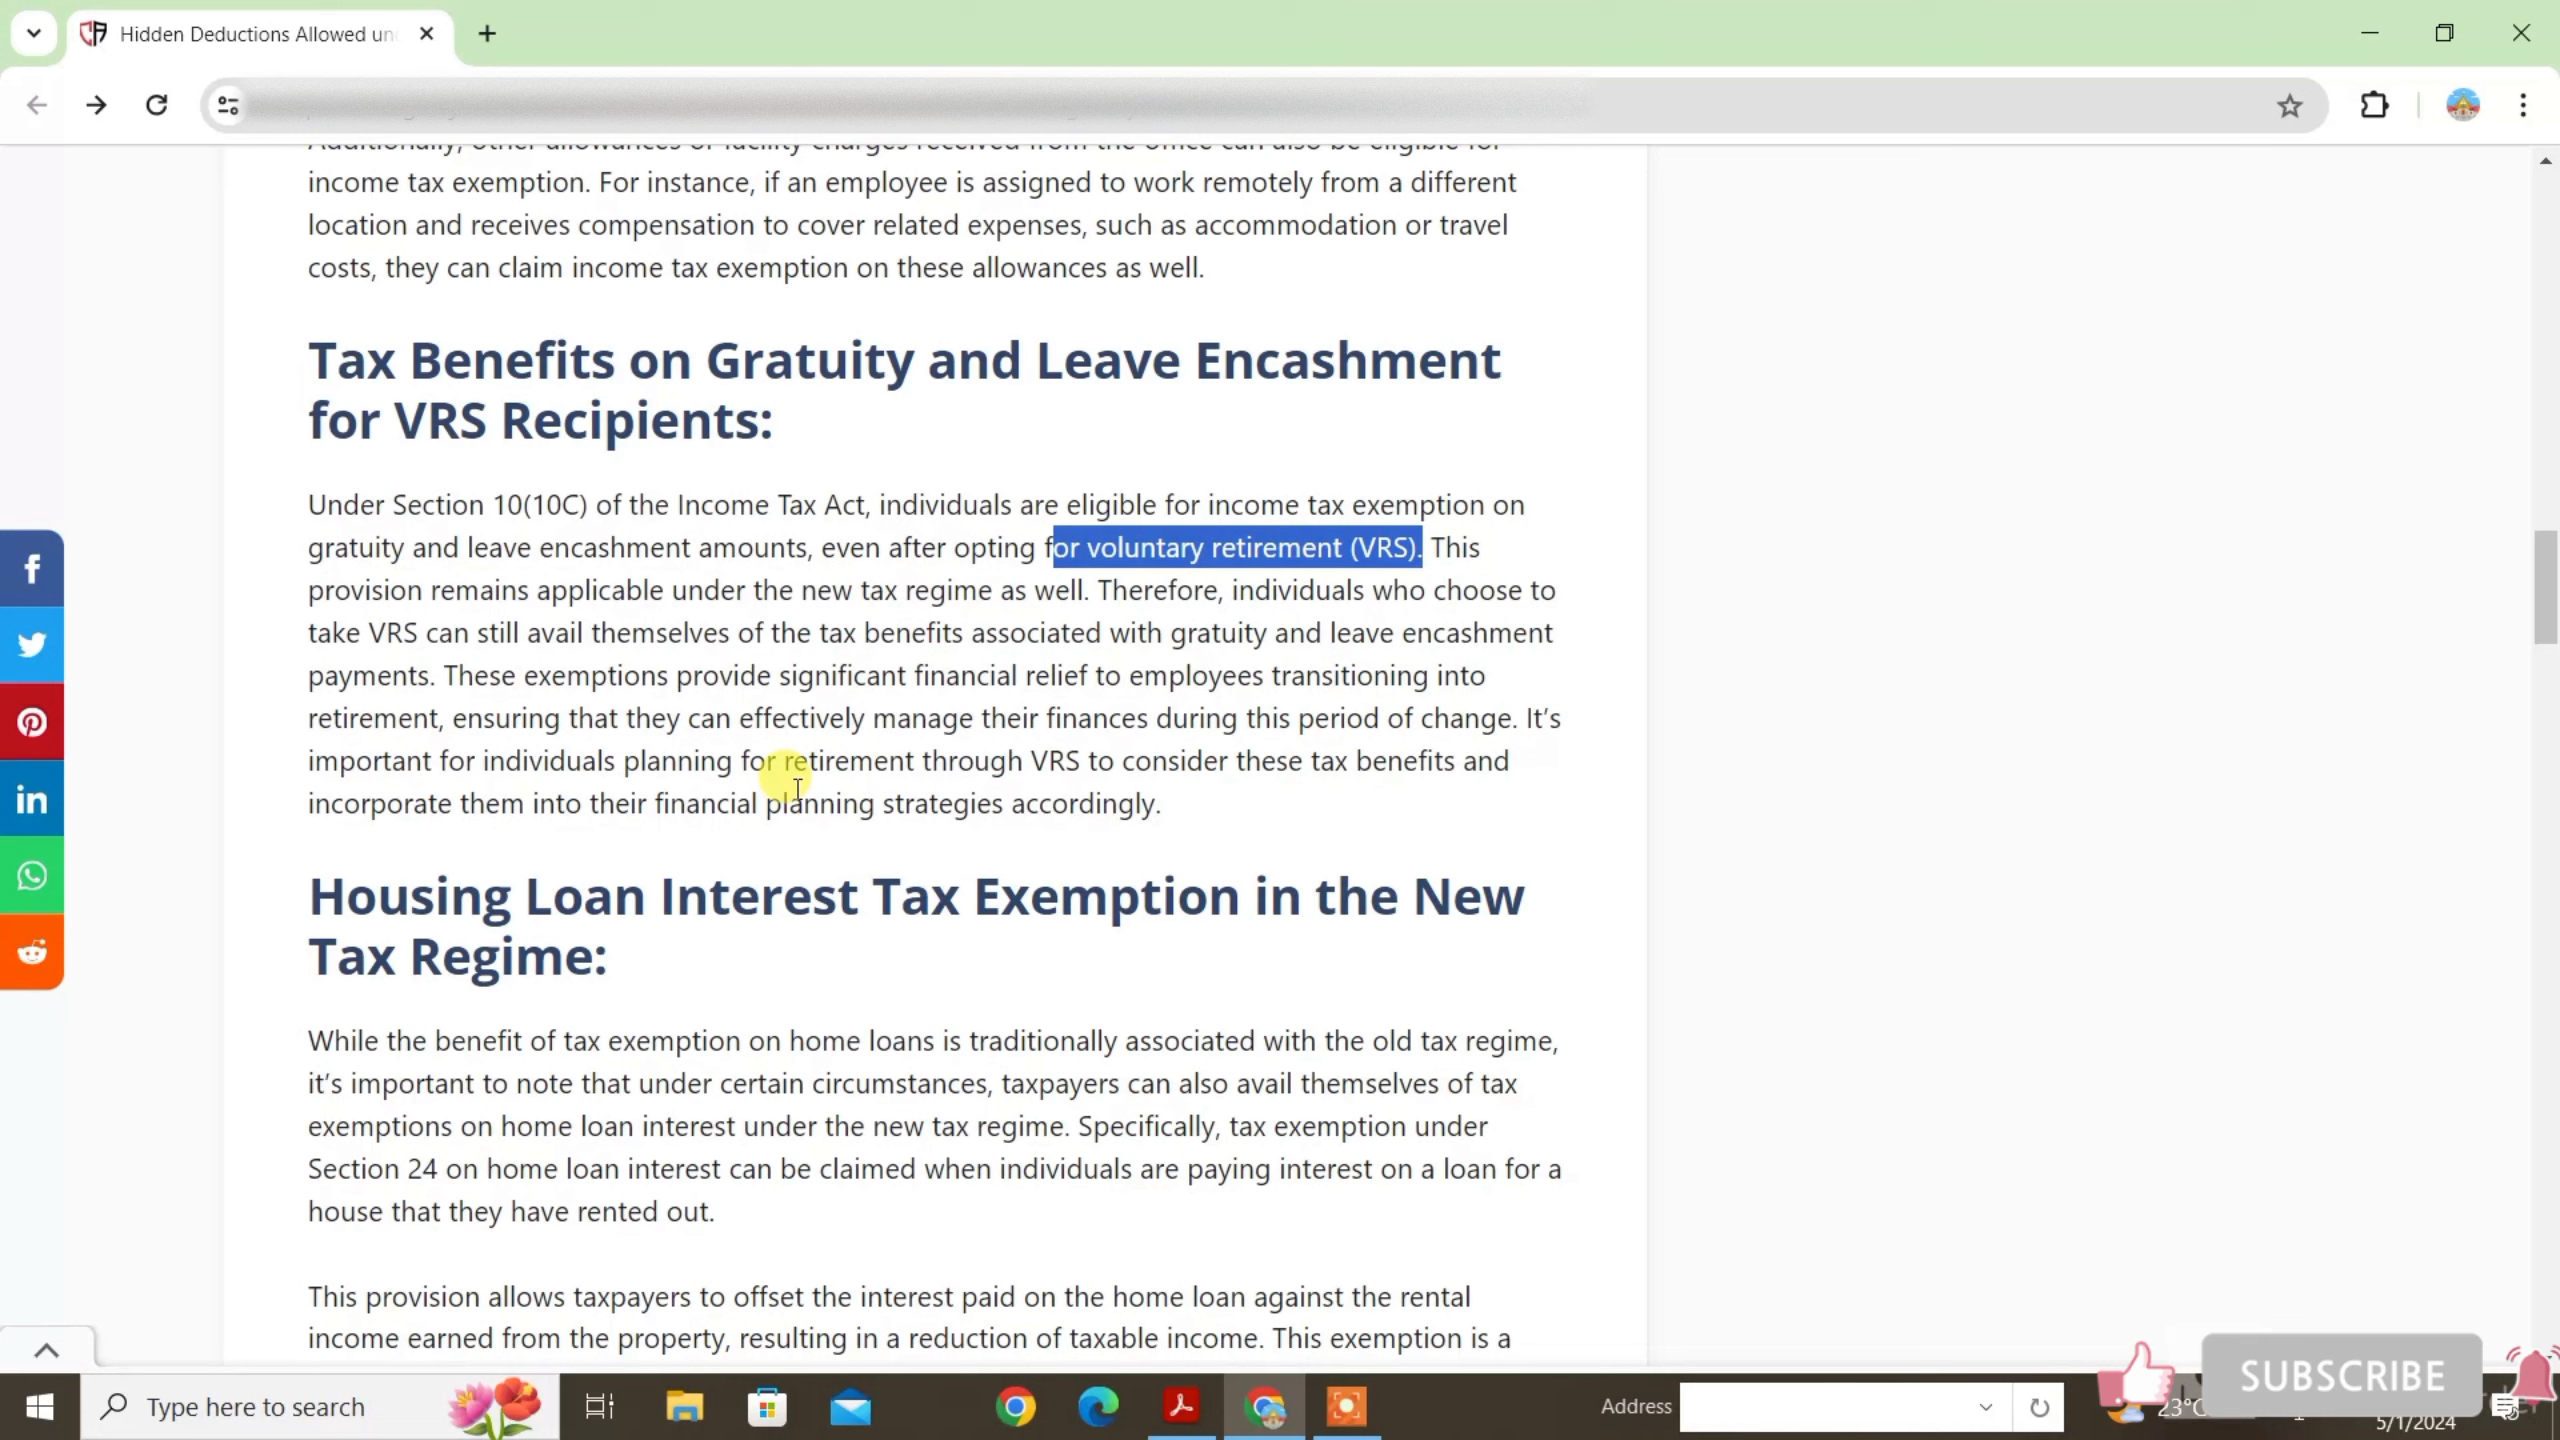 Hidden Deductions Allowed un
income tax exemption. For instance, if an employee is assigned to work remotely from a different
location and receives compensation to cover related expenses, such as accommodation or travel
costs, they can claim income tax exemption on these allowances as well.
Tax Benefits on Gratuity and Leave Encashment
for VRS Recipients:
Under Section 10(10C) of the Income Tax Act, individuals are eligible for income tax exemption on
gratuity and leave encashment amounts, even after opting for voluntary retirement (VRS). This
provision remains applicable under the new tax regime as well. Therefore, individuals who choose to
take VRS can still avail themselves of the tax benefits associated with gratuity and leave encashment
payments. These exemptions provide significant financial relief to employees transitioning into
retirement, ensuring that they can effectively manage their finances during this period of change. It’s
important for individuals planning for retirement through VRS to consider these tax benefits and
incorporate them into their financial planning strategies accordingly.
Housing Loan Interest Tax Exemption in the New
Tax Regime:
While the benefit of tax exemption on home loans is traditionally associated with the old tax regime,
it’s important to note that under certain circumstances, taxpayers can also avail themselves of tax
exemptions on home loan interest under the new tax regime. Specifically, tax exemption under
Section 24 on home loan interest can be claimed when individuals are paying interest on a loan for a
house that they have rented out.
This provision allows taxpayers to offset the interest paid on the home loan against the rental
income earned from the property, resulting in a reduction of taxable income. This exemption is a
SUBSCRIBE
Type here to search
Address
23°C
5/1/2024